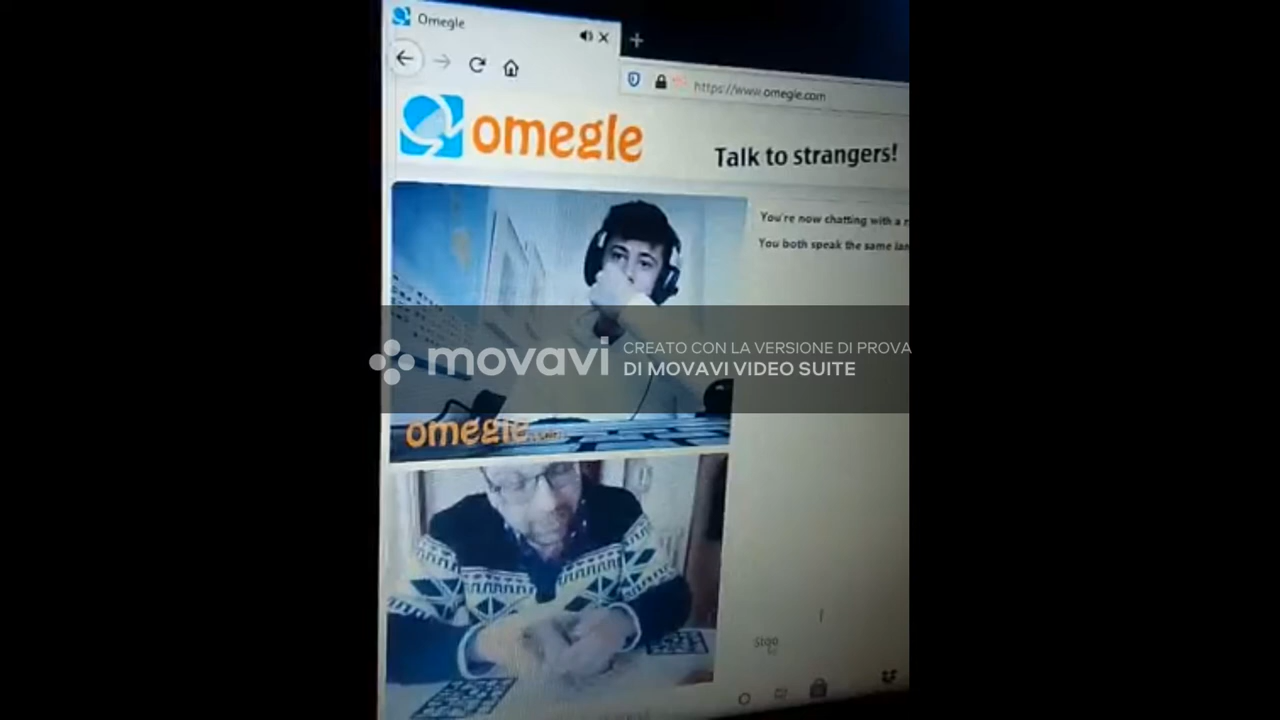 Omegle
https://www.omegle.com
omegle
Talk to strangers!
You're now chatting with a
You both speak the same
movavi
CREATO CON LA VERSIONE DI PROVA
DI MOVAVI VIDEO SUITE
omegle
Stop